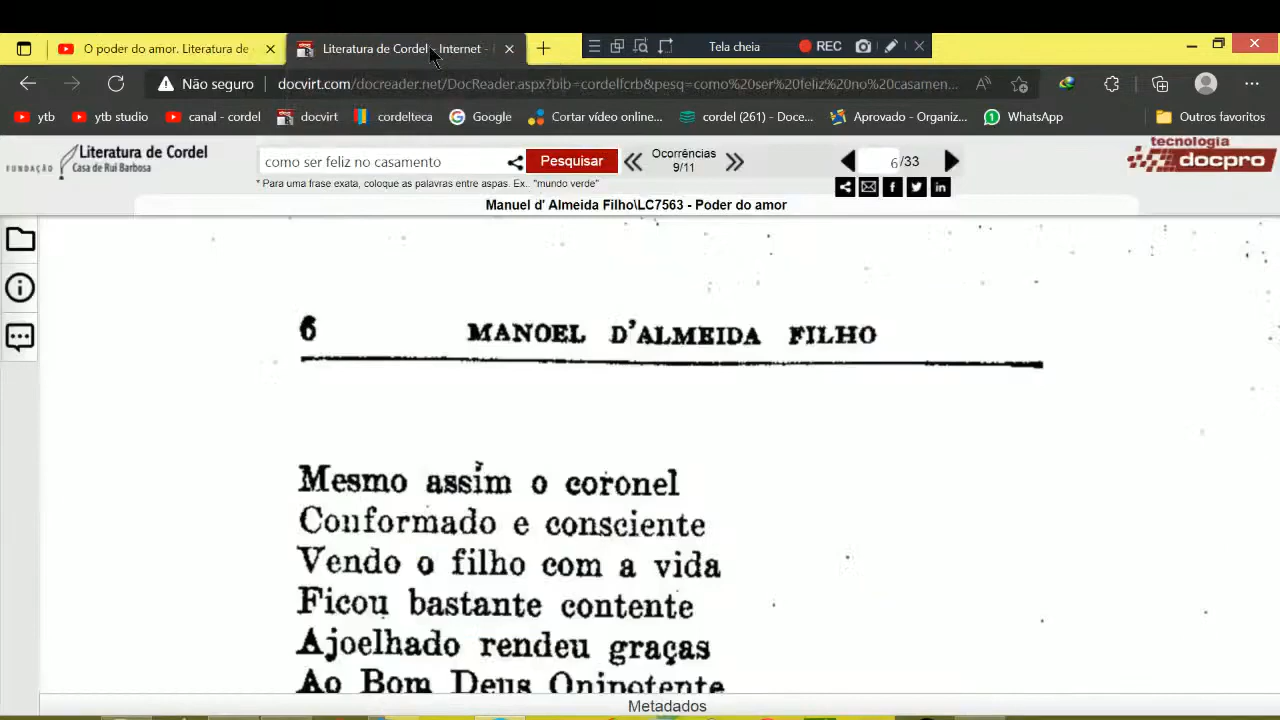 O poder do amor. Literatura de
Literatura de Cordel - Internet -
Tela cheia
REC
Não seguro
docvirt.com/docreader.net/DocReader.aspx?bib=cordelfcrb&pesq=como%20ser%20feliz%20no%20casamen...
ytb
ytb studio
canal - cordel
docvirt
cordelteca
Google
Cortar vídeo online...
cordel (261) - Doce...
Aprovado - Organiz...
WhatsApp
Outros favoritos
FUNDAÇÃO
Literatura de Cordel
Casa de Rui Barbosa
como ser feliz no casamento
Pesquisar
Ocorrências
9/11
6 /33
tecnologia
docpro
* Para uma frase exata, coloque as palavras entre aspas. Ex.. "mundo verde"
Manuel d' Almeida Filho\LC7563 - Poder do amor
6 MANOEL D'ALMEIDA FILHO
Mesmo assim o coronel
Conformado e consciente
Vendo o filho com a vida
Ficou bastante contente
Ajoelhado rendeu graças
Ao Bom Deus Onipotente
Metadados